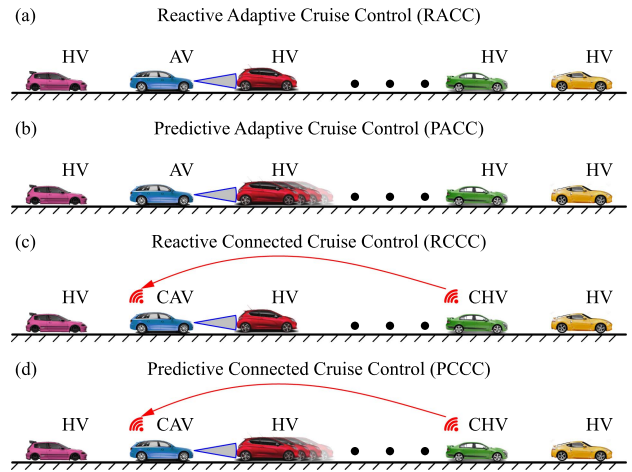 (a) Reactive Adaptive Cruise Control (RACC)
HV AV HV HV HV
(b) Predictive Adaptive Cruise Control (PACC)
HV AV HV HV HV
(c) Reactive Connected Cruise Control (RCCC)
HV CAV HV CHV HV
(d) Predictive Connected Cruise Control (PCCC)
HV CAV HV CHV HV